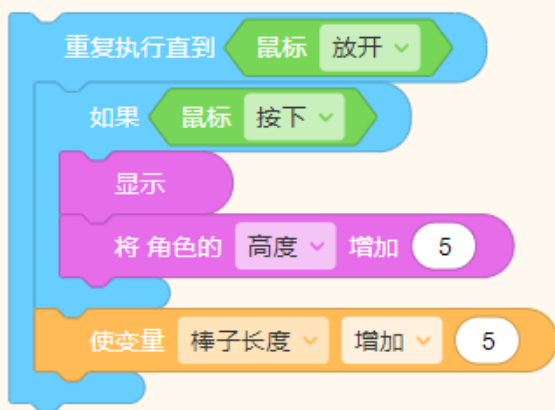 重复执行直到 鼠标 放开
如果 鼠标 按下
显示
将 角色的 高度 增加 5
使变量 棒子长度 增加 5